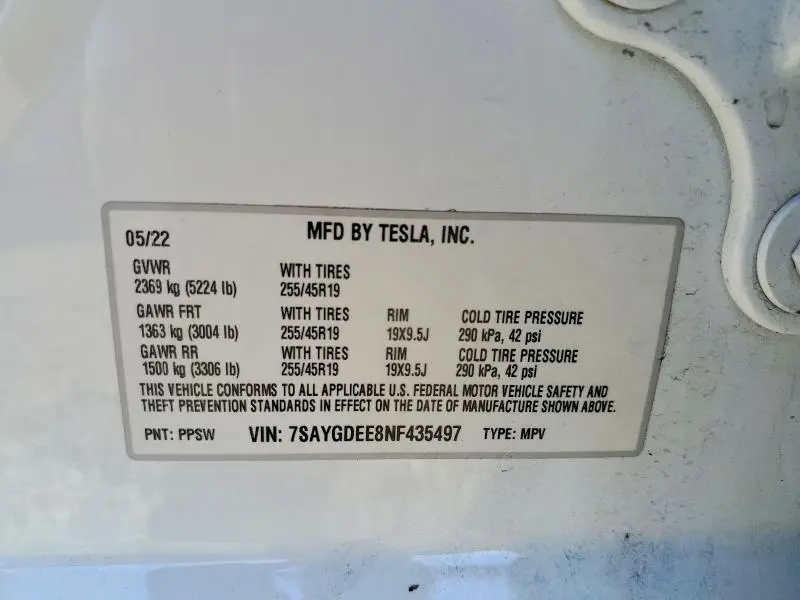 05/22 MFD BY TESLA, INC.
GVWR WITH TIRES
2369 kg (5224 lb) 255/45R19
GAWR FRT WITH TIRES RIM COLD TIRE PRESSURE
1363 kg (3004 lb) 255/45R19 19X9.5J 290 kPa, 42 psi
GAWR RR WITH TIRES RIM COLD TIRE PRESSURE
1500 kg (3306 lb) 255/45R19 19X9.5J 290 kPa, 42 psi
THIS VEHICLE CONFORMS TO ALL APPLICABLE U.S. FEDERAL MOTOR VEHICLE SAFETY AND
THEFT PREVENTION STANDARDS IN EFFECT ON THE DATE OF MANUFACTURE SHOWN ABOVE.
PNT: PPSW VIN: 7SAYGDEE8NF435497 TYPE: MPV